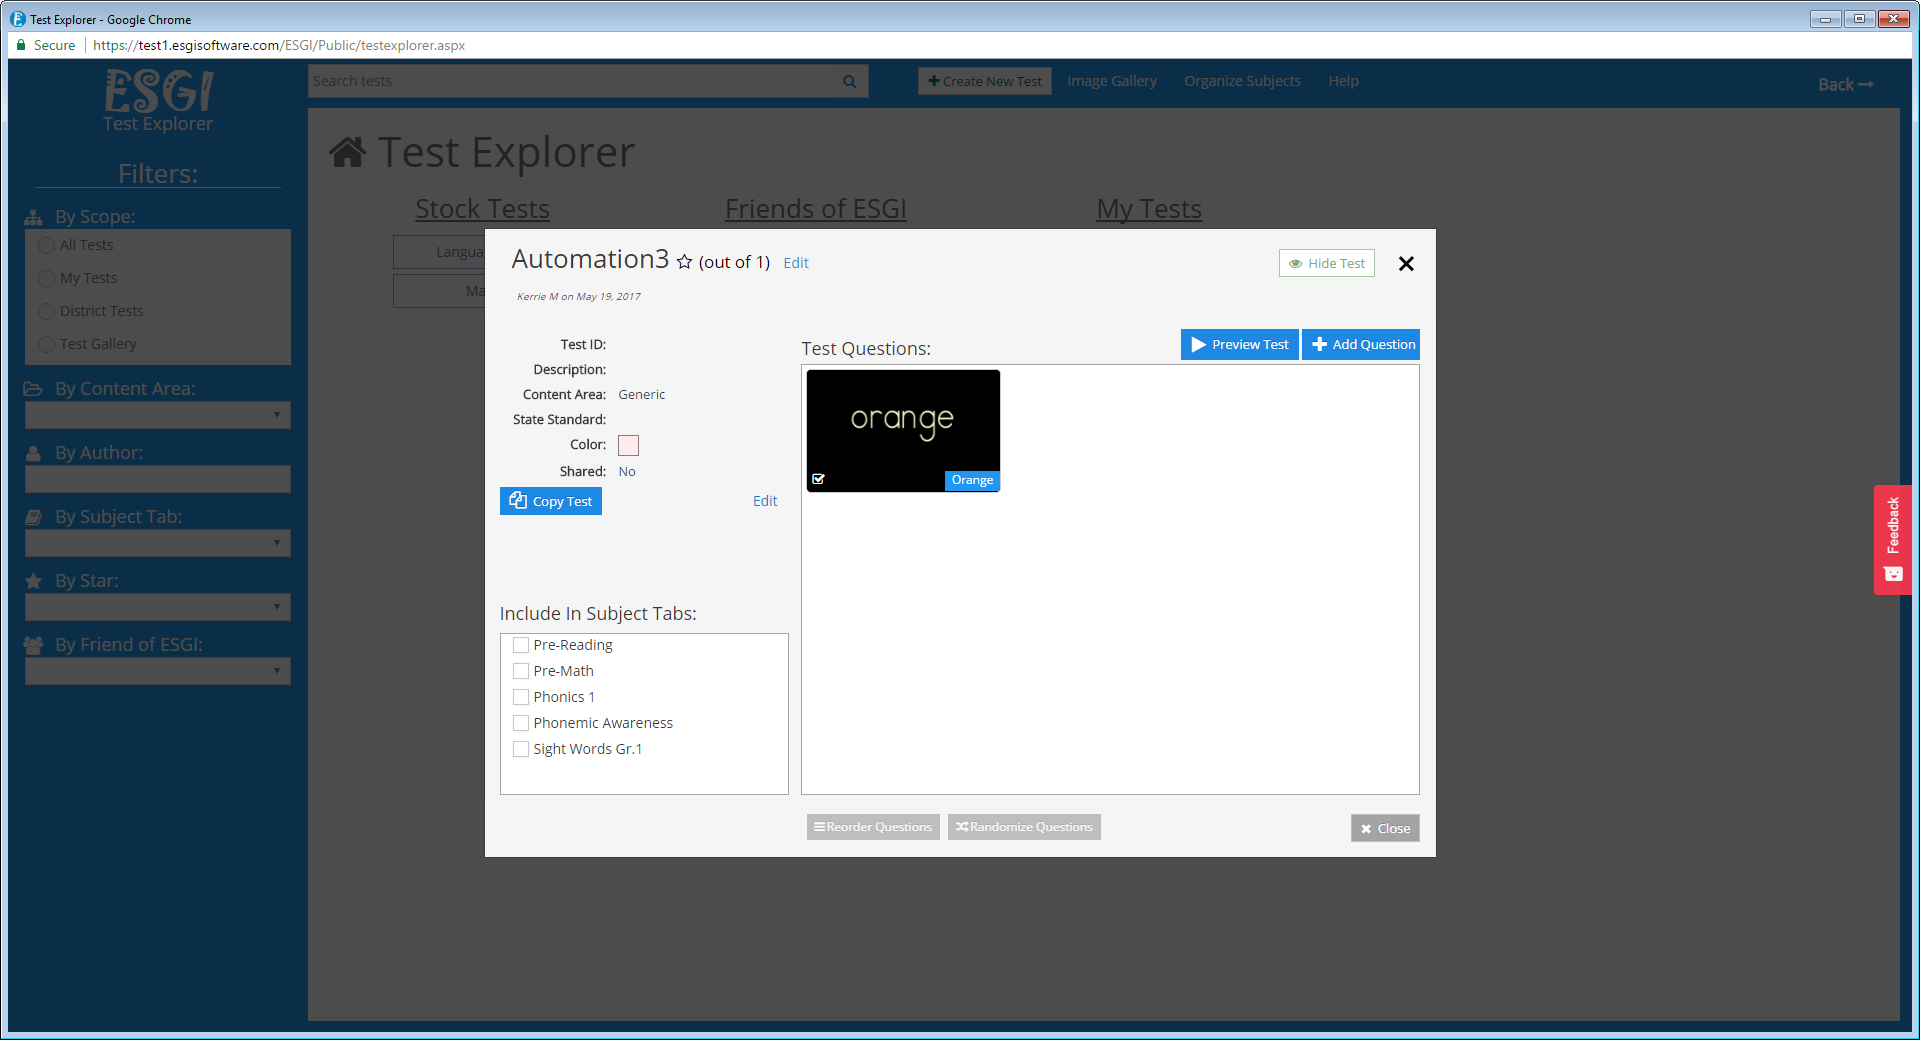 Test Explorer - Google Chrome
Secure https://test1.esgisoftware.com/ESGI/Public/testexplorer.aspx
ESGI
Test Explorer
Search tests
Create New Test
Image Gallery
Organize Subjects
Help
Back
Filters:
By Scope:
All Tests
My Tests
District Tests
Test Gallery
By Content Area:
By Author:
By Subject Tab:
By Star:
By Friend of ESGI:
Test Explorer
Stock Tests
Friends of ESGI
My Tests
Langua
Ma
Automation3 (out of 1) Edit
Hide Test
Kerrie M on May 19, 2017
Test ID:
Description:
Content Area: Generic
State Standard:
Color:
Shared: No
Copy Test
Edit
Include In Subject Tabs:
Pre-Reading
Pre-Math
Phonics 1
Phonemic Awareness
Sight Words Gr.1
Test Questions:
Preview Test
Add Question
orange
Orange
Reorder Questions
Randomize Questions
Close
Feedback